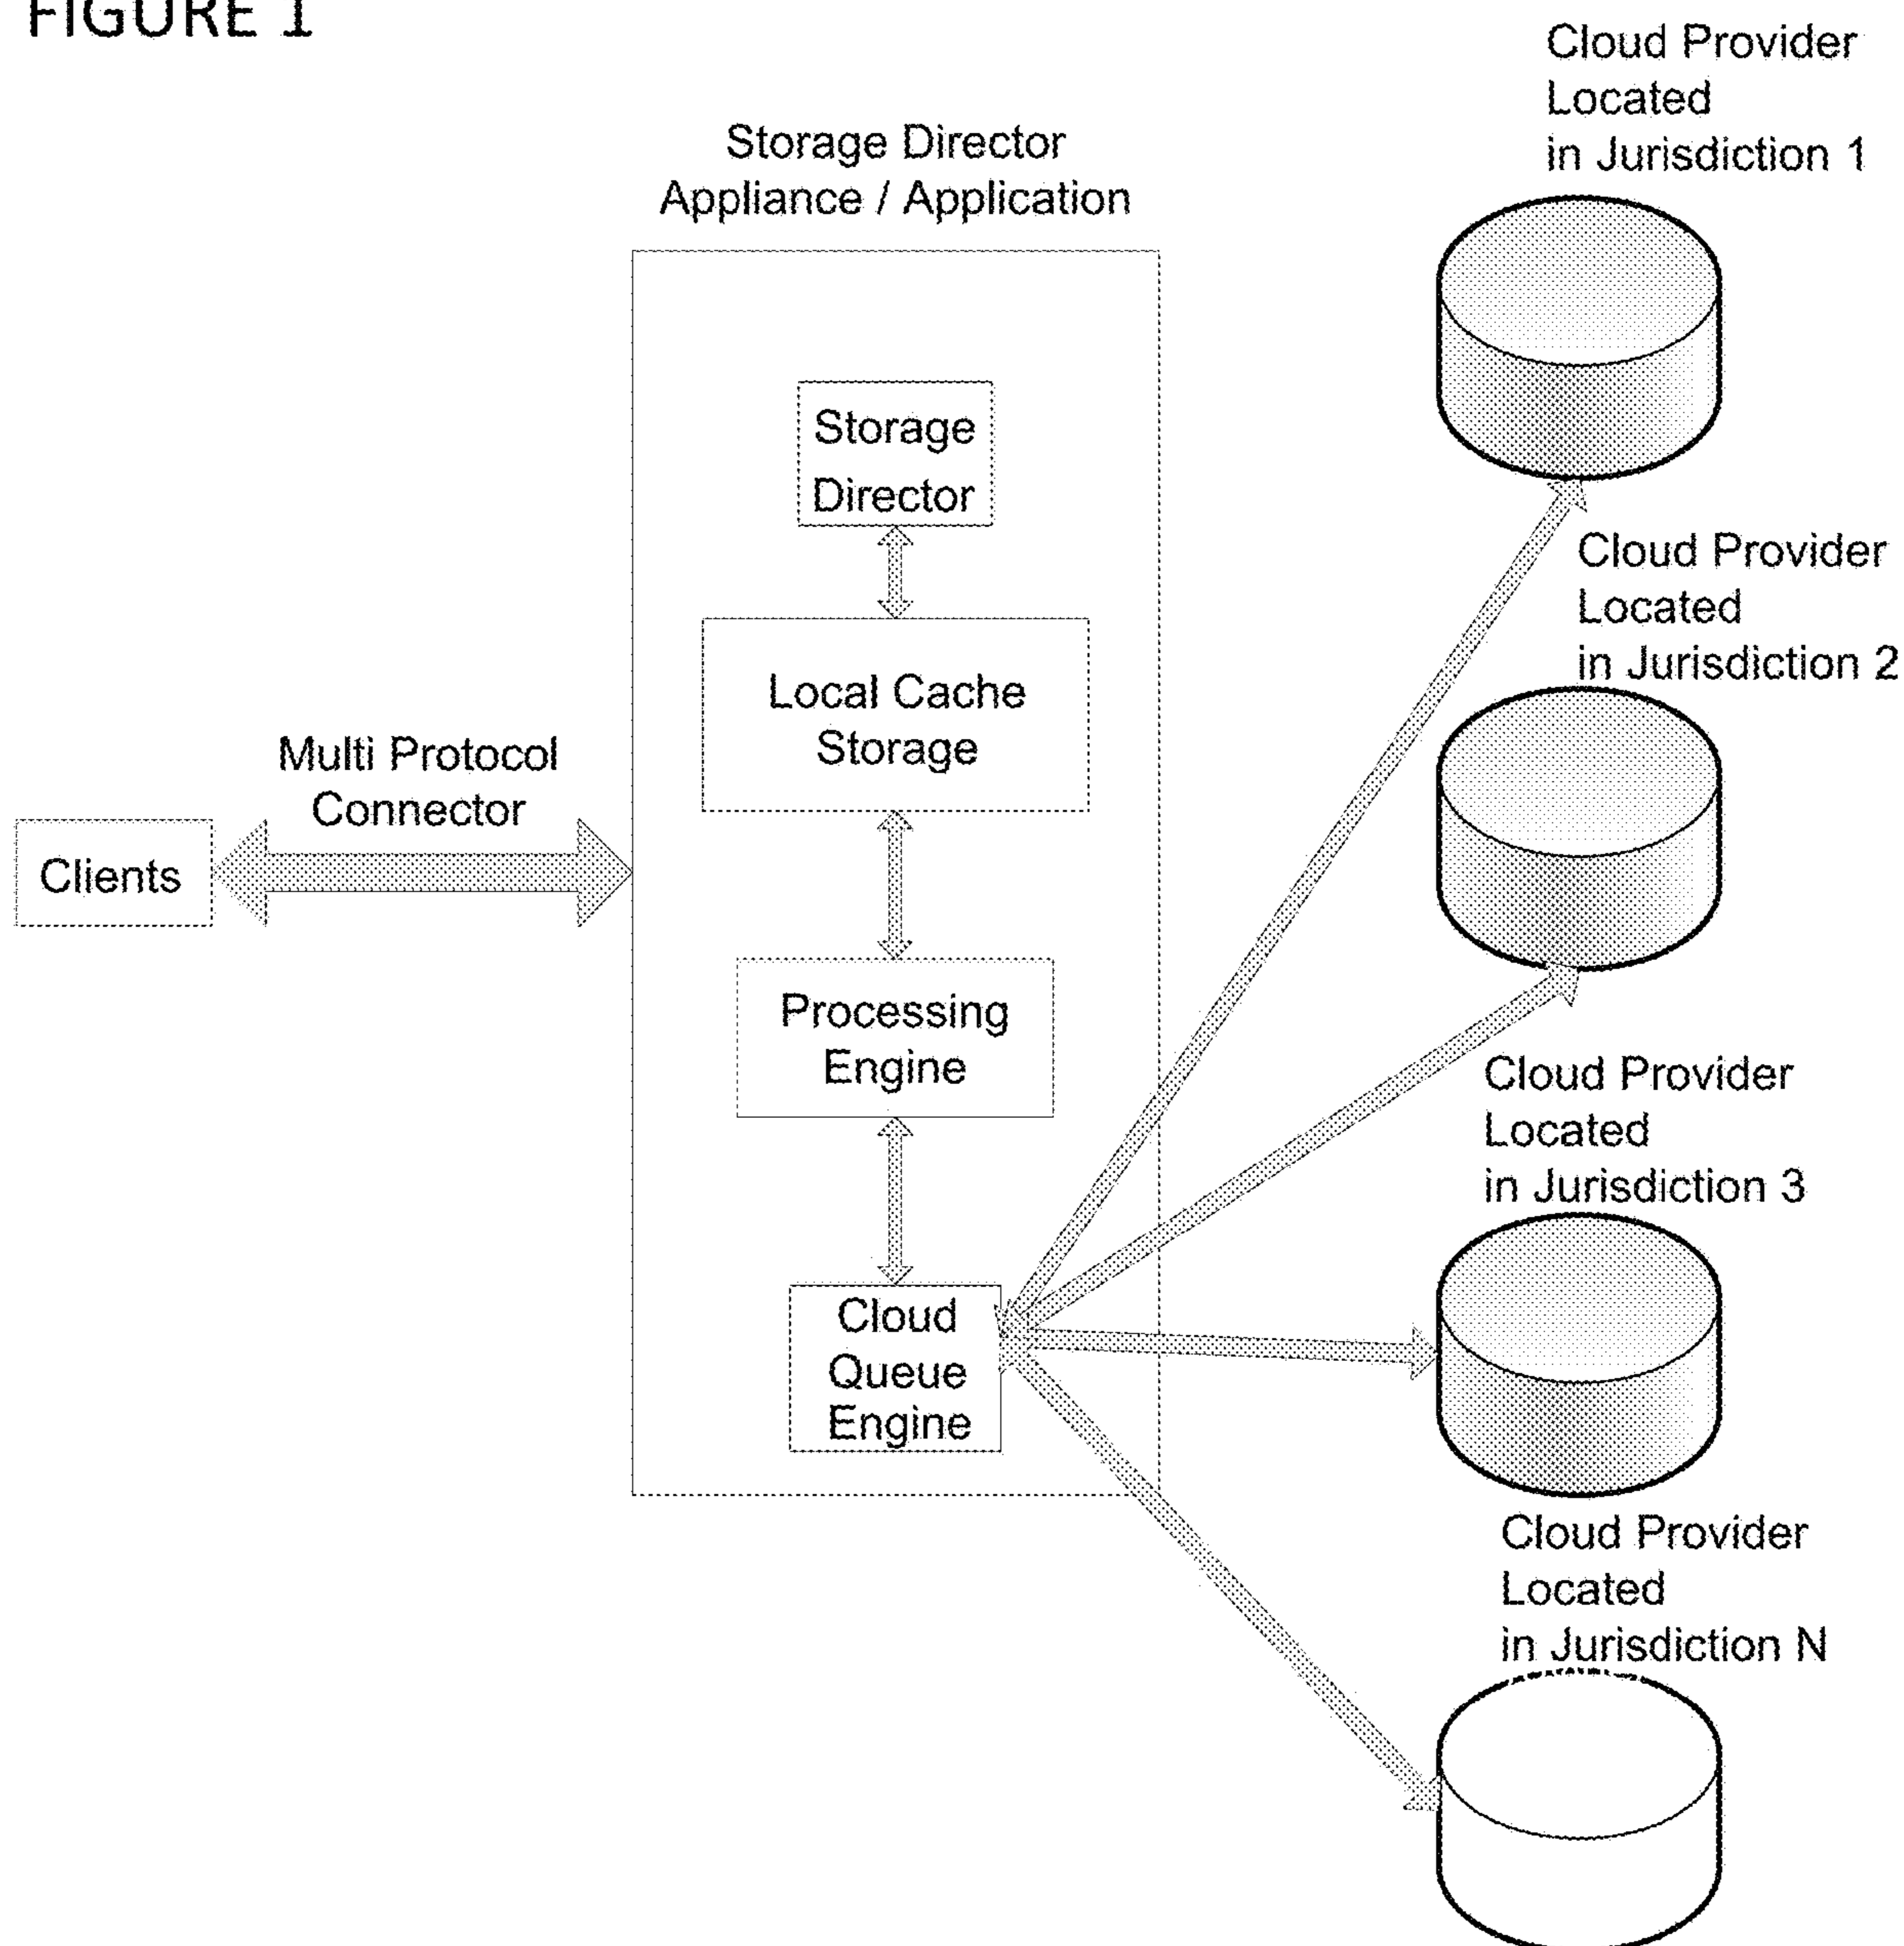 FIGURE 1
Cloud Provider
Located
in Jurisdiction 1
Storage Director
Appliance / Application
Storage
Director
Cloud Provider
Located
in Jurisdiction 2
Local Cache
Storage
Multi Protocol
Connector
Clients
Processing
Engine
Cloud Provider
Located
in Jurisdiction 3
Cloud
Queue
Engine
Cloud Provider
Located
in Jurisdiction N